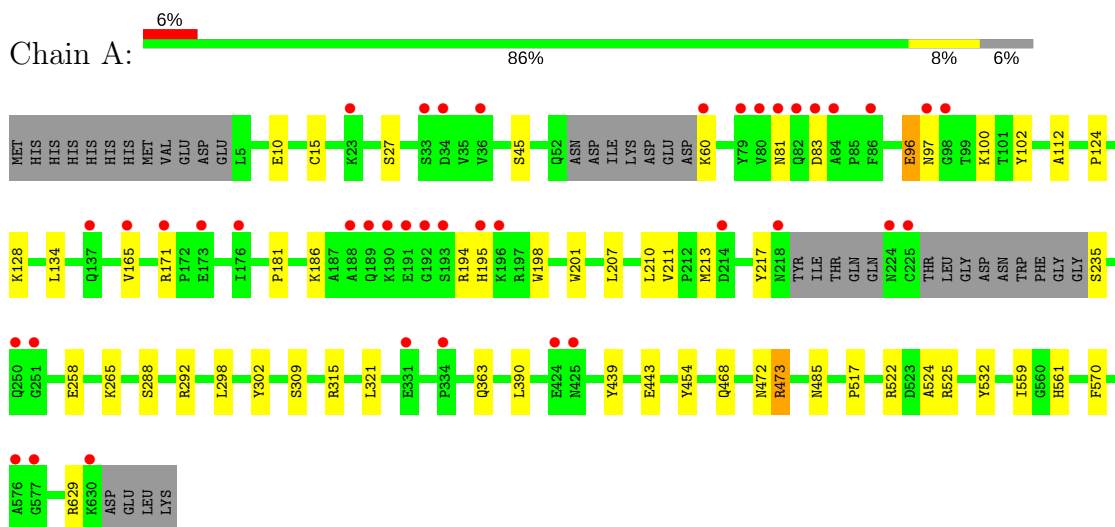 6%
Chain A:
86% 8% 6%
MET HIS HIS HIS HIS HIS HIS MET VAL GLU ASP GLU L5 E10 C15 K23 S27 S33 D34 V35 V36 S45 Q52 ASN ASP ILE LYS ASP GLU ASP K60 Y79 V80 N81 Q82 D83 A84 P85 F86 E96 N97 G98 T99 K100 T101 Y102 A112 P124
K128 L134 Q137 V165 R171 P172 E173 I176 P181 K186 A187 A188 Q189 K190 E191 G192 S193 R194 H195 K196 R197 W198 W201 L207 L210 V211 P212 M213 D214 Y217 N218 TYR ILE THR GLN GLN N224 C225 THR LEU GLY ASP ASN TRP PHE GLY GLY S235
Q250 G251 E258 K265 S288 R292 L298 Y302 S309 R315 L321 E331 P334 Q363 L390 E424 N425 Y439 E443 Y454 Q468 N472 R473 N485 P517 R522 D523 A524 R525 Y532 I559 G560 H561 F570
A576 G577 R629 K630 ASP GLU LEU LYS